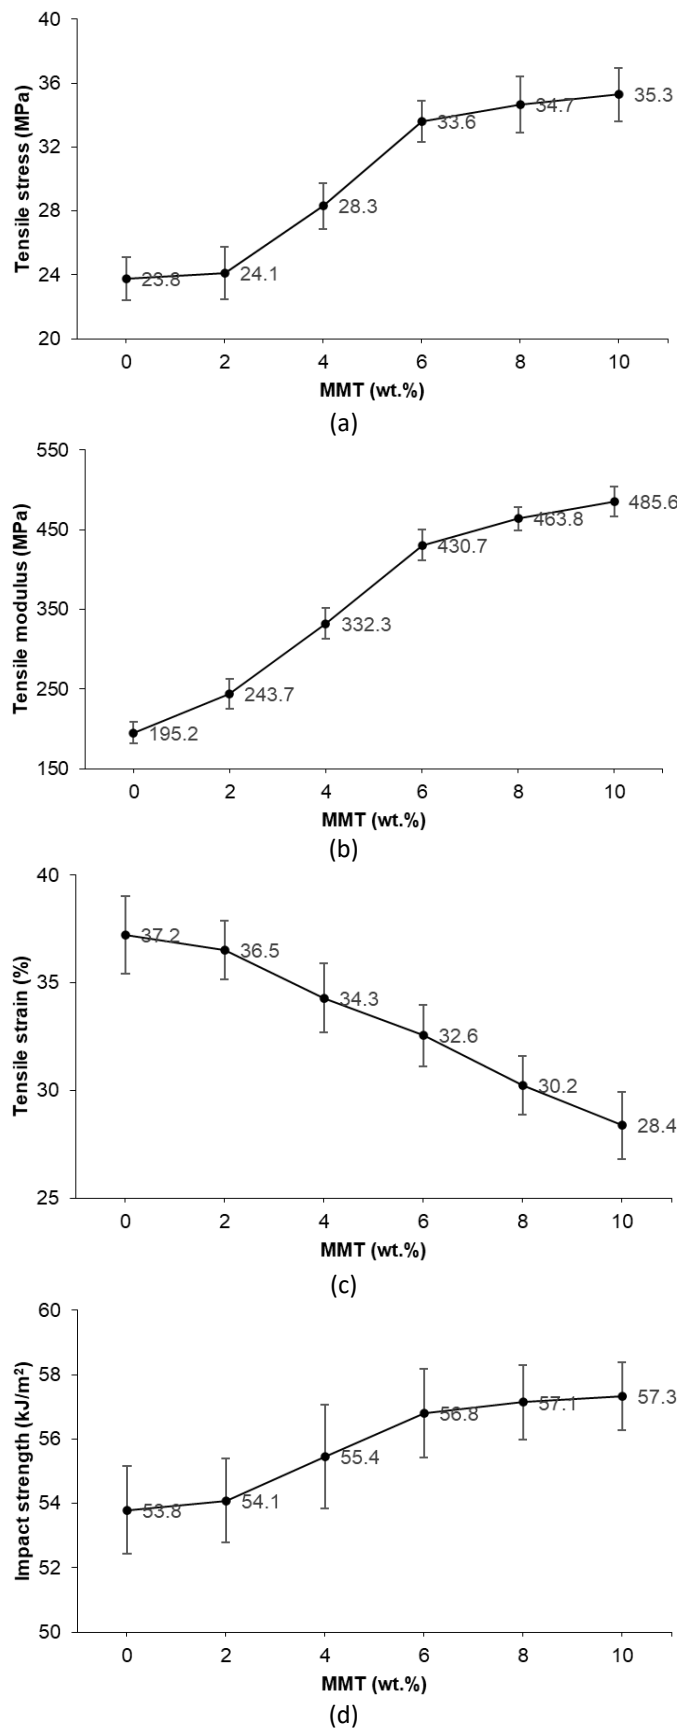 40
36
32
28
24
20
Tensile stress (MPa)
23.8
24.1
28.3
33.6
34.7
35.3
0 2 4 6 8 10
MMT (wt.%)
(a)
550
450
350
250
150
Tensile modulus (MPa)
195.2
243.7
332.3
430.7
463.8
485.6
0 2 4 6 8 10
MMT (wt.%)
(b)
40
35
30
25
Tensile strain (%)
37.2
36.5
34.3
32.6
30.2
28.4
0 2 4 6 8 10
MMT (wt.%)
(c)
60
58
56
54
52
50
Impact strength (kJ/m²)
53.8
54.1
55.4
56.8
57.1
57.3
0 2 4 6 8 10
MMT (wt.%)
(d)